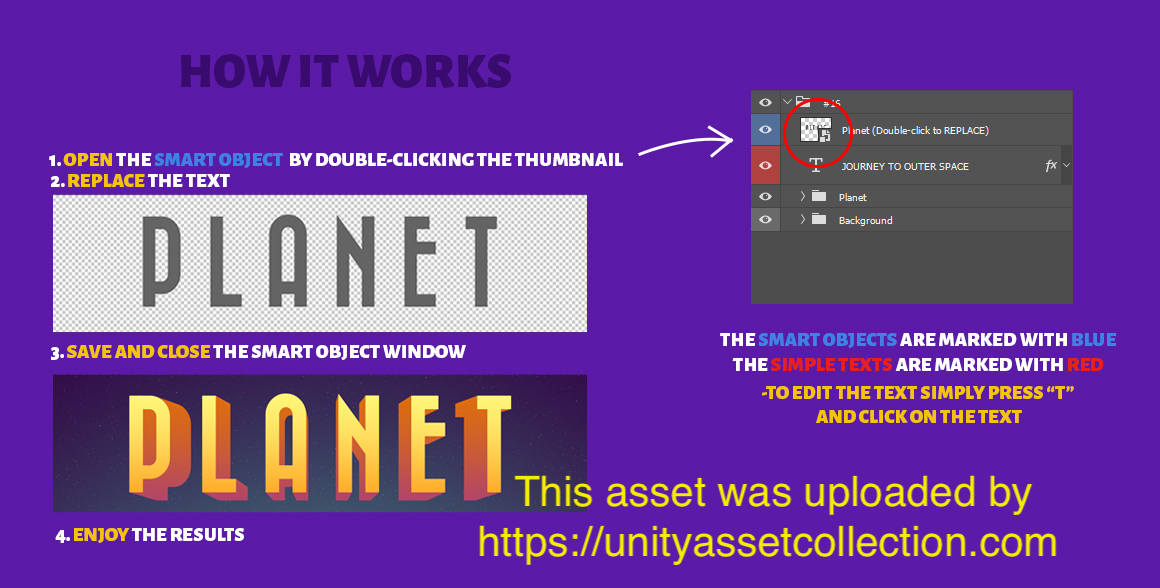 HOW IT WORKS
1. OPEN THE SMART OBJECT BY DOUBLE-CLICKING THE THUMBNAIL
2. REPLACE THE TEXT
PLANET
3. SAVE AND CLOSE THE SMART OBJECT WINDOW
PLANET
4. ENJOY THE RESULTS
#16
Planet (Double-click to REPLACE)
T JOURNEY TO OUTER SPACE fx
Planet
Background
THE SMART OBJECTS ARE MARKED WITH BLUE
THE SIMPLE TEXTS ARE MARKED WITH RED
-TO EDIT THE TEXT SIMPLY PRESS “T”
AND CLICK ON THE TEXT
This asset was uploaded by
https://unityassetcollection.com